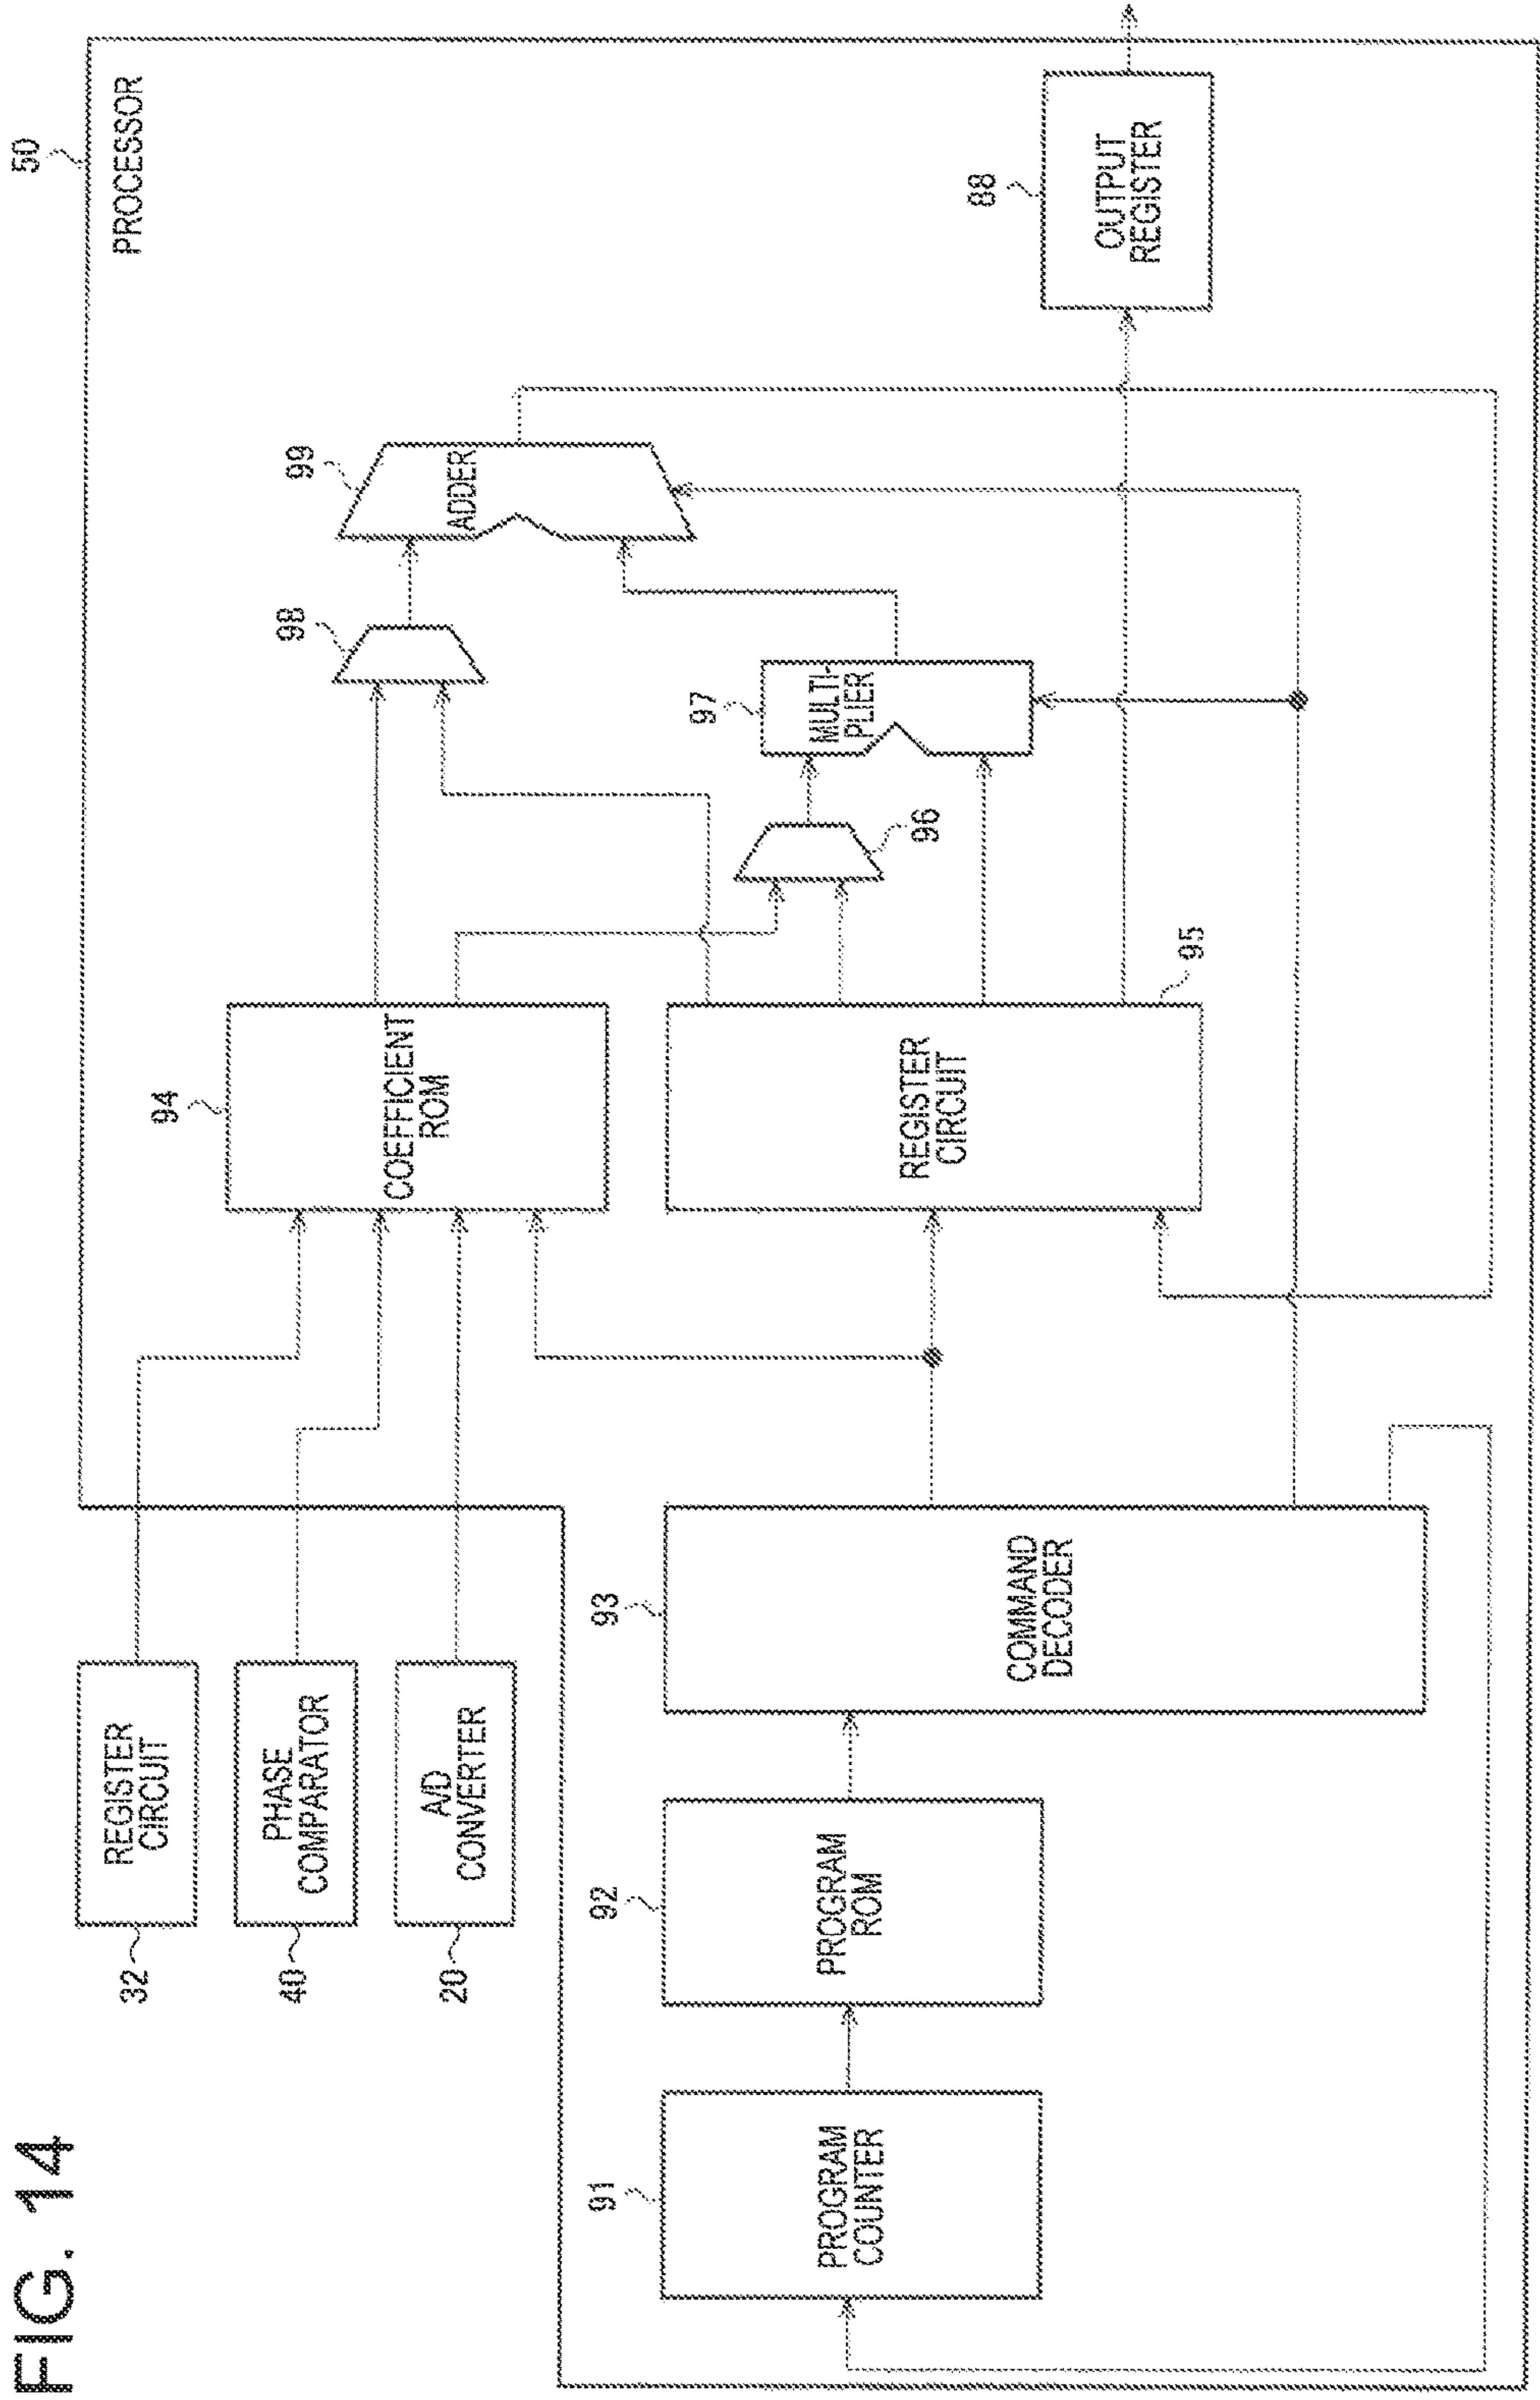 FIG. 14
50
PROCESSOR
32
REGISTER
CIRCUIT
40
PHASE
COMPARATOR
20
A/D
CONVERTER
94
COEFFICIENT
ROM
98
99
ADDER
91
PROGRAM
COUNTER
92
PROGRAM
ROM
93
COMMAND
DECODER
REGISTER
CIRCUIT
95
96
97
MULTI-
PLIER
88
OUTPUT
REGISTER